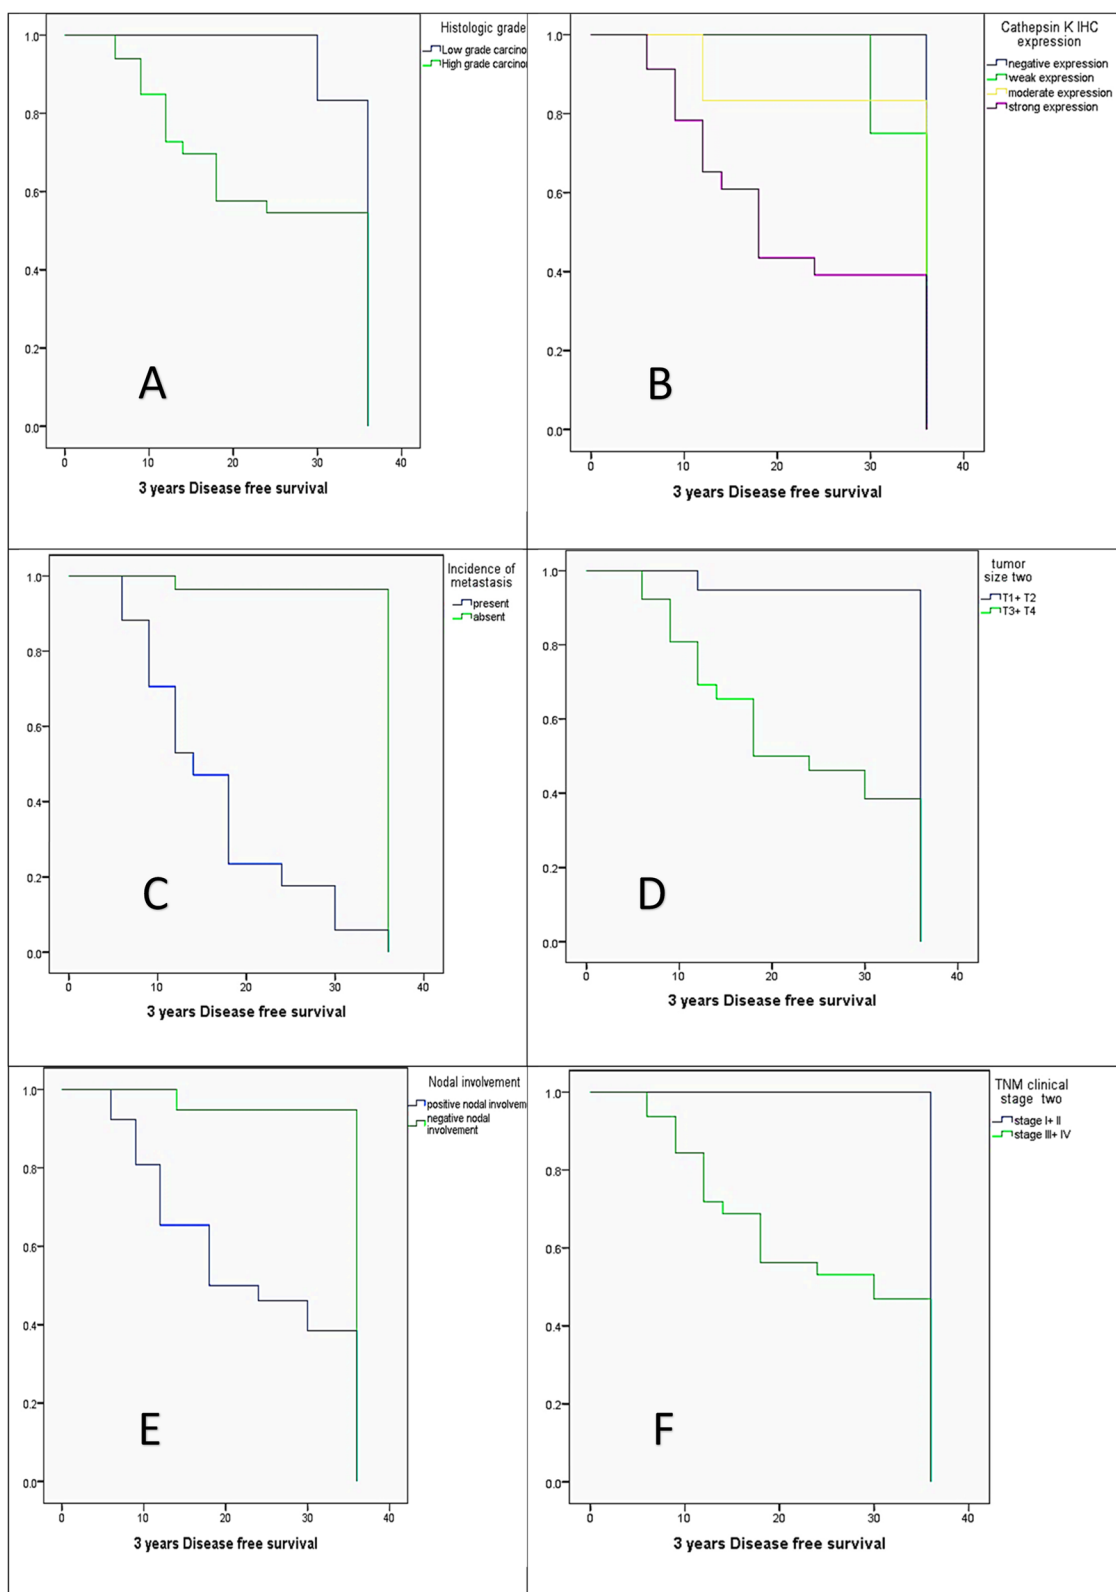 Histologic grade
Low grade carcino
High grade carcino
1.0
0.8
0.6
0.4
0.2
0.0
A
0 10 20 30 40
3 years Disease free survival
Cathepsin K IHC
expression
negative expression
weak expression
moderate expression
strong expression
1.0
0.8
0.6
0.4
0.2
0.0
B
0 10 20 30 40
3 years Disease free survival
Incidence of
metastasis
present
absent
1.0
0.8
0.6
0.4
0.2
0.0
C
0 10 20 30 40
3 years Disease free survival
tumor
size two
T1+ T2
T3+ T4
1.0
0.8
0.6
0.4
0.2
0.0
D
0 10 20 30 40
3 years Disease free survival
Nodal involvement
positive nodal involvem
negative nodal
involvement
1.0
0.8
0.6
0.4
0.2
0.0
E
0 10 20 30 40
3 years Disease free survival
TNM clinical
stage two
stage I+ II
stage III+ IV
1.0
0.8
0.6
0.4
0.2
0.0
F
0 10 20 30 40
3 years Disease free survival